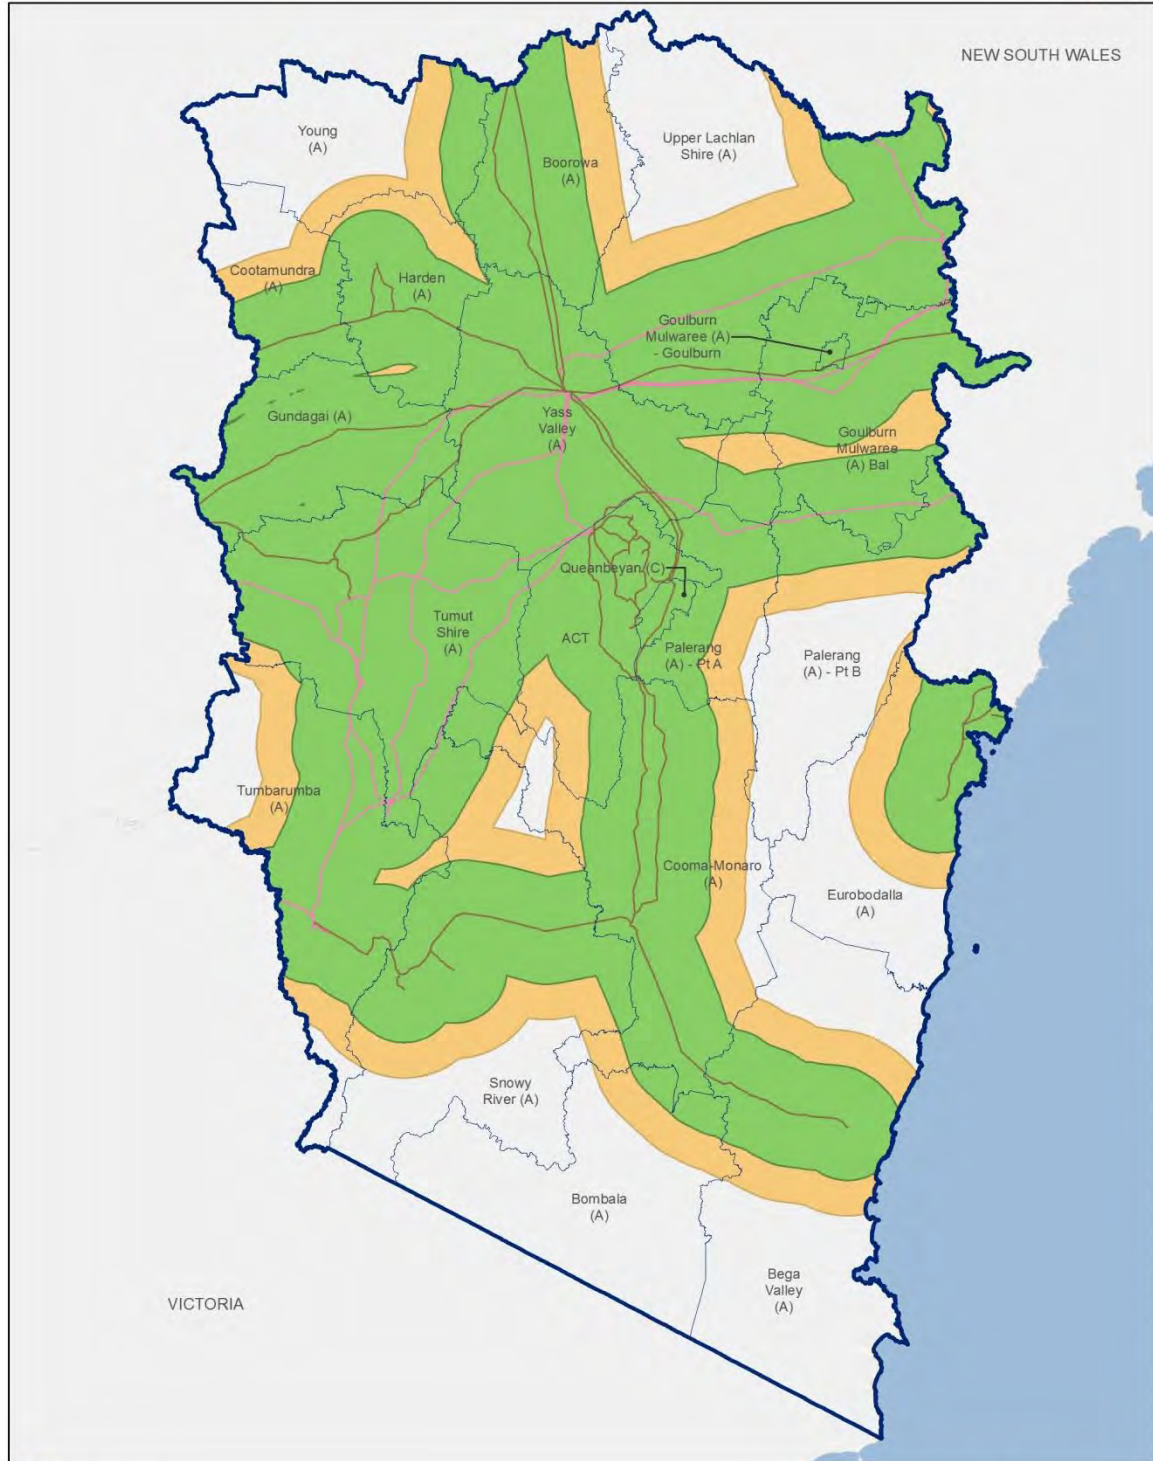 NEW SOUTH WALES
Young
(A)
Upper Lachlan
Shire (A)
Boorowa
(A)
Cootamundra
(A)
Harden
(A)
Goulburn
Mulwaree (A)
- Goulburn
Gundagai (A)
Yass
Valley
(A)
Goulburn
Mulwaree
(A) Bal
Queanbeyan (C)
Tumut
Shire
(A)
ACT
Palerang
(A) - Pt A
Palerang
(A) - Pt B
Tumbarumba
(A)
Cooma-Monaro
(A)
Eurobodalla
(A)
Snowy
River (A)
Bombala
(A)
Bega
Valley
(A)
VICTORIA